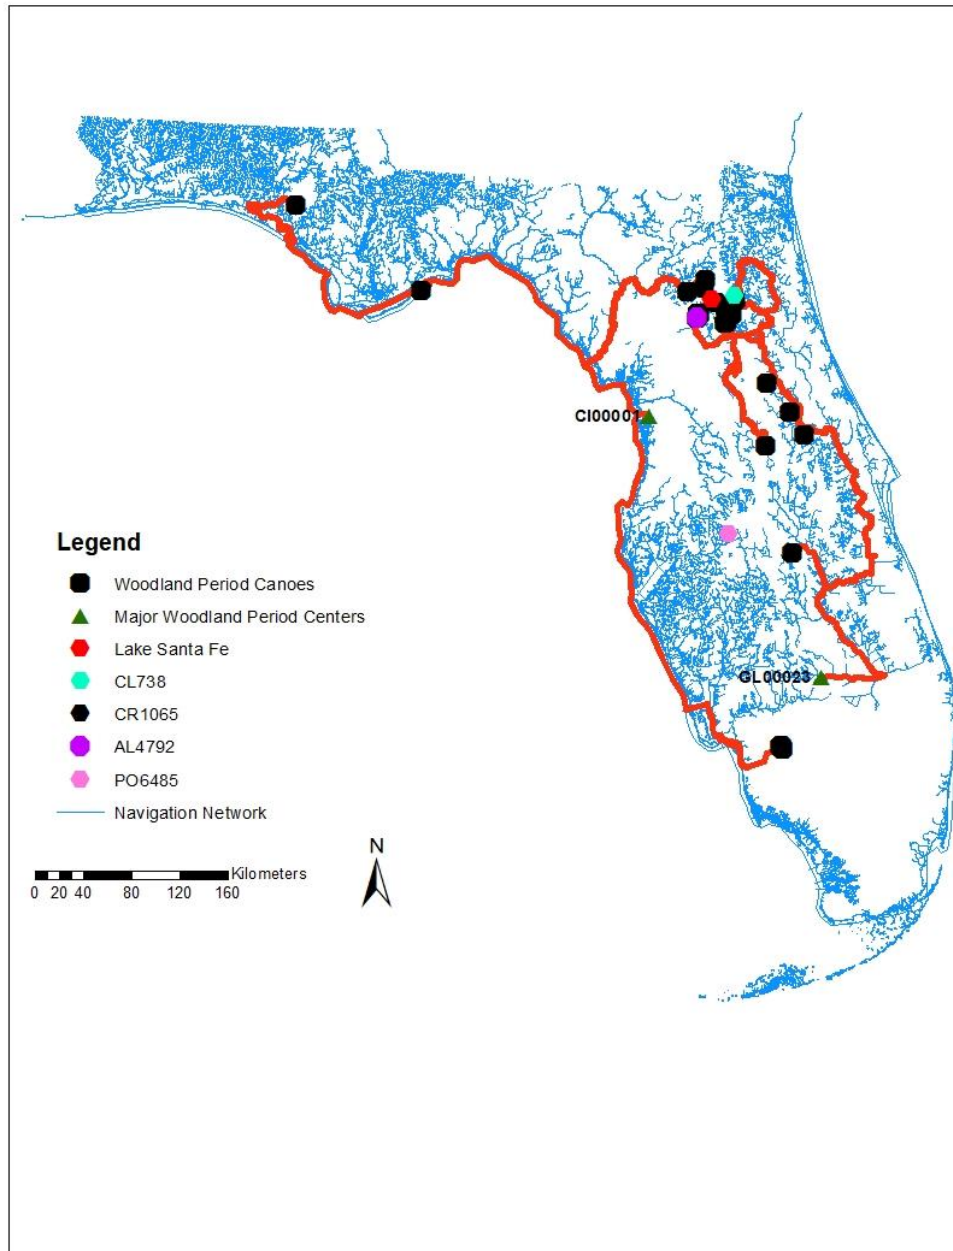 CI00001
Legend
Woodland Period Canoes
Major Woodland Period Centers
GL00023
Lake Santa Fe
CL738
CR1065
AL4792
PO6485
Navigation Network
N
Kilometers
0 20 40 80 120 160